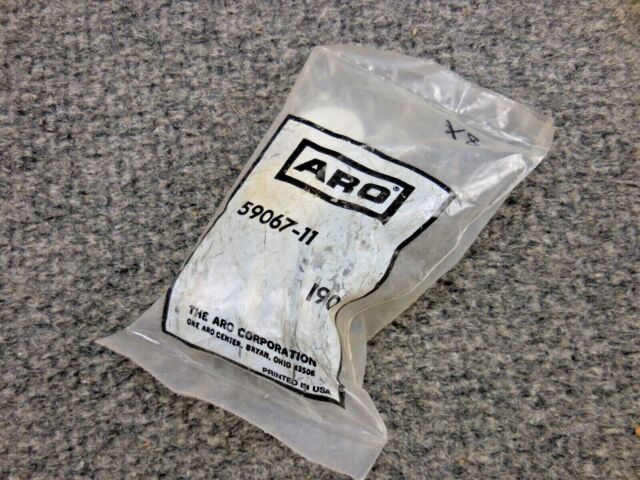 ARO®
59067-11
190
THE ARO CORPORATION
ONE ARO CENTER, BRYAN, OHIO 43506
PRINTED IN USA